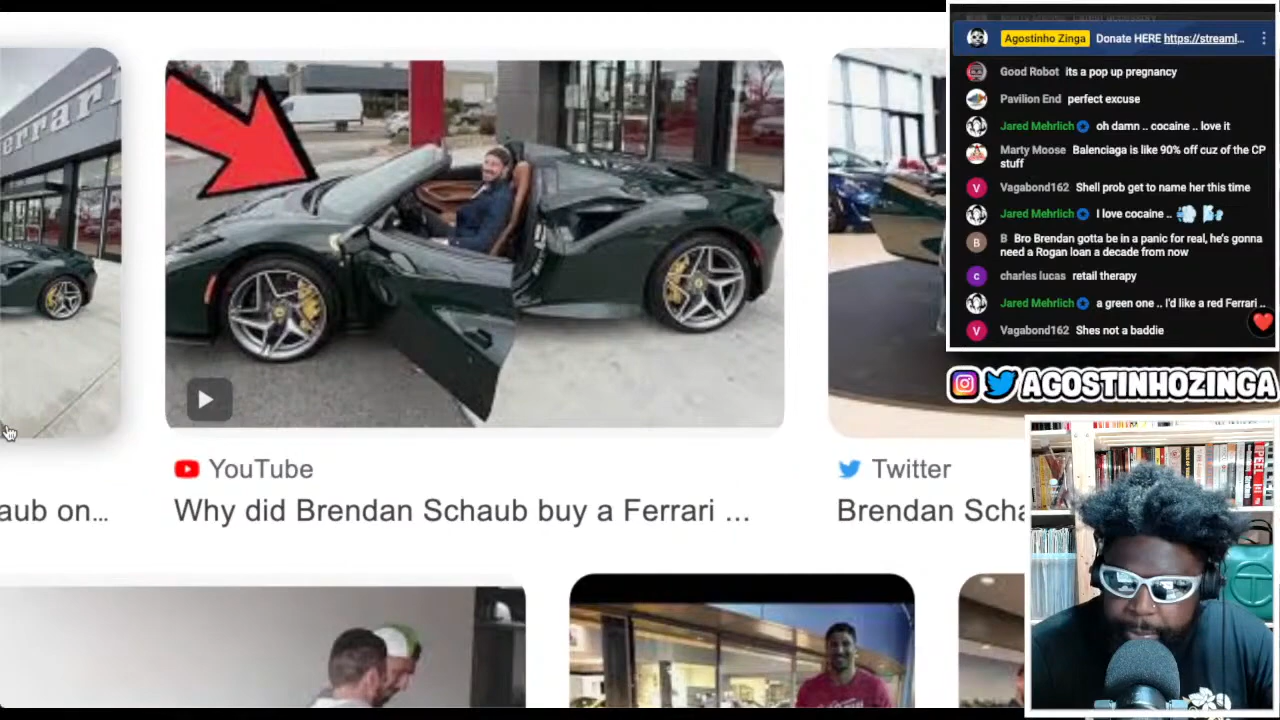 Ferrari
YouTube
Why did Brendan Schaub buy a Ferrari ...
aub on...
Twitter
Brendan Scha
Agostinho Zinga Donate HERE https://streaml...
Good Robot its a pop up pregnancy
Pavilion End perfect excuse
Jared Mehrlich oh damn .. cocaine .. love it
Marty Moose Balenciaga is like 90% off cuz of the CP
stuff
V Vagabond162 Shell prob get to name her this time
Jared Mehrlich I love cocaine ..
B B Bro Brendan gotta be in a panic for real, he's gonna
need a Rogan loan a decade from now
c charles lucas retail therapy
Jared Mehrlich a green one .. I'd like a red Ferrari ..
V Vagabond162 Shes not a baddie
AGOSTINHOZINGA
SPEEL